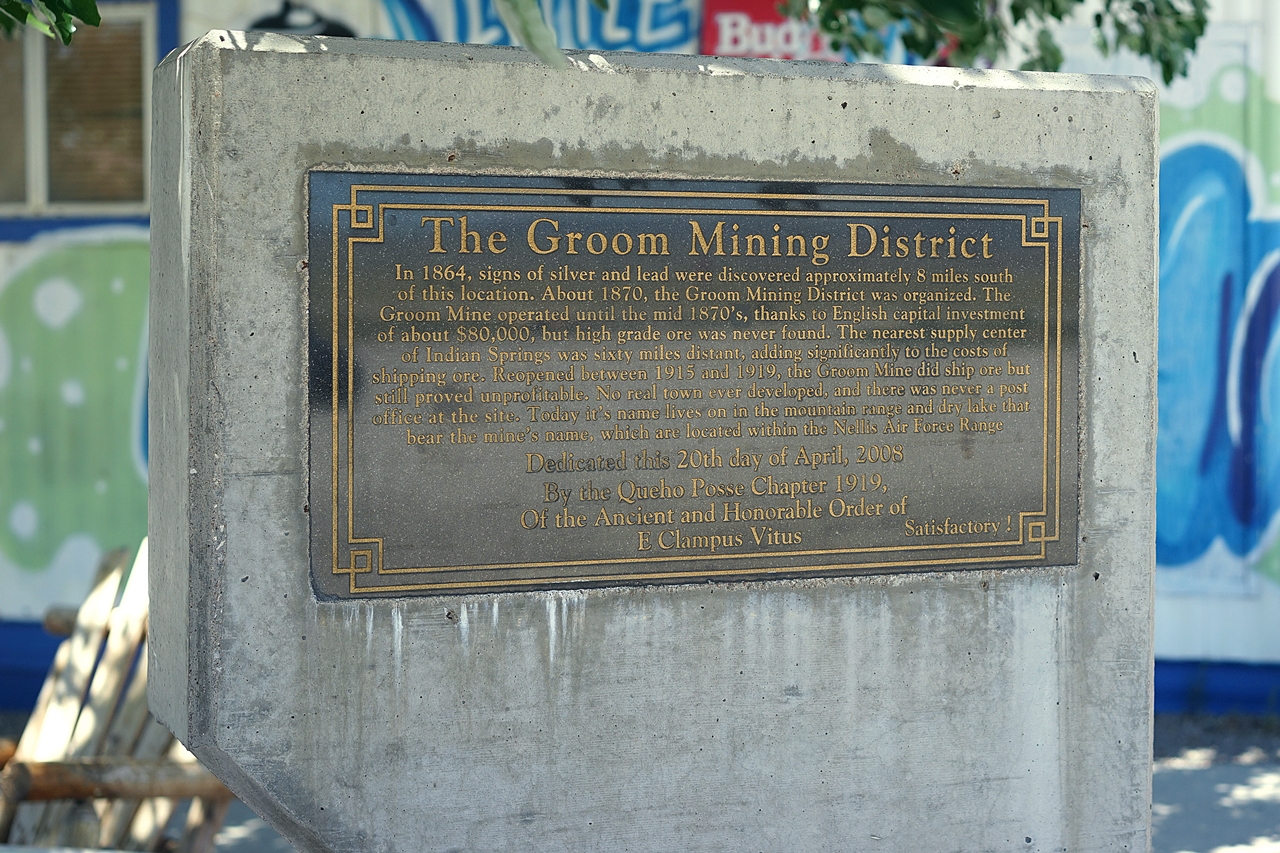 The Groom Mining District
In 1864, signs of silver and lead were discovered approximately 8 miles south
of this location. About 1870, the Groom Mining District was organized. The
Groom Mine operated until the mid 1870's, thanks to English capital investment
of about $80,000, but high grade ore was never found. The nearest supply center
of Indian Springs was sixty miles distant, adding significantly to the costs of
shipping ore. Reopened between 1915 and 1919, the Groom Mine did ship ore but
still proved unprofitable. No real town ever developed, and there was never a post
office at the site. Today it's name lives on in the mountain range and dry lake that
bear the mine's name, which are located within the Nellis Air Force Range
Dedicated this 20th day of April, 2008
By the Queho Posse Chapter 1919,
Of the Ancient and Honorable Order of
E Clampus Vitus
Satisfactory !